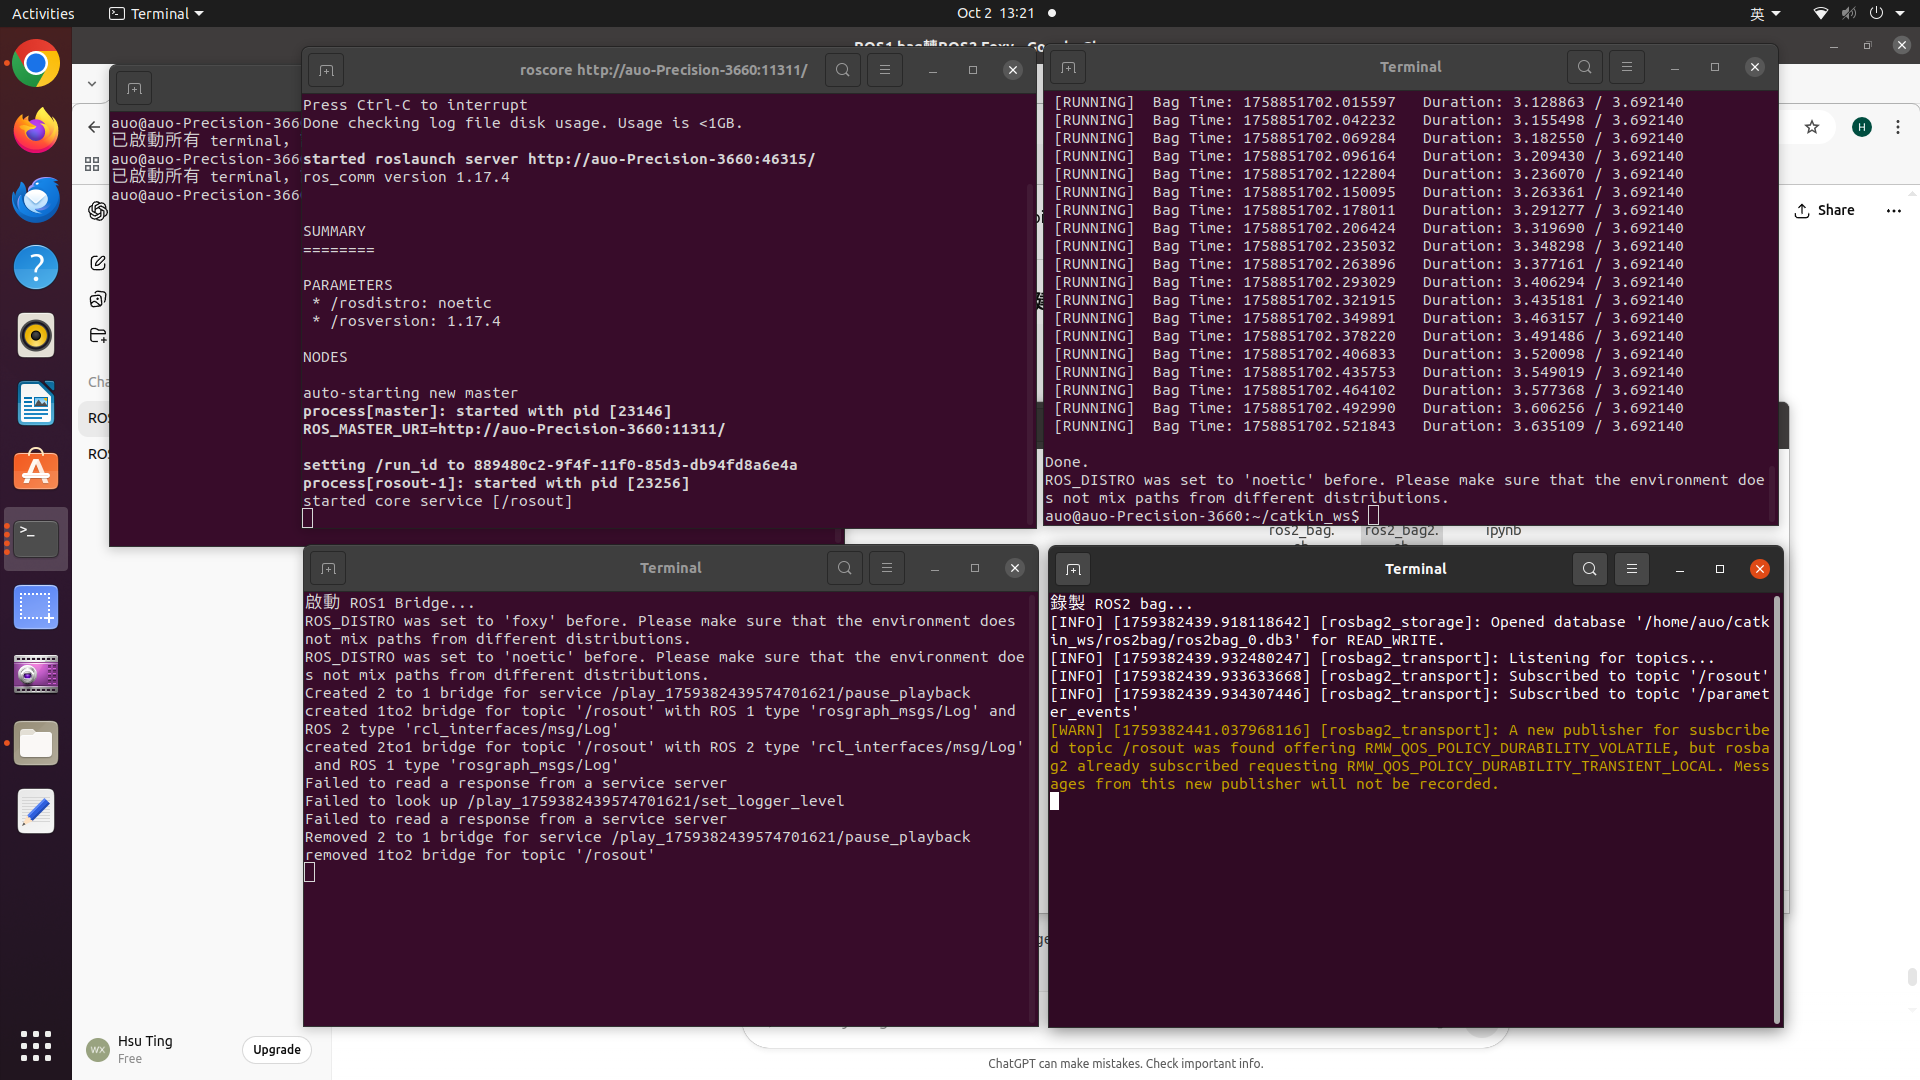 Activities
Terminal
Oct 2 13:21
英
roscore http://auo-Precision-3660:11311/
Press Ctrl-C to interrupt
Done checking log file disk usage. Usage is <1GB.
started roslaunch server http://auo-Precision-3660:46315/
ros_comm version 1.17.4
SUMMARY
========
PARAMETERS
* /rosdistro: noetic
* /rosversion: 1.17.4
NODES
auto-starting new master
process[master]: started with pid [23146]
ROS_MASTER_URI=http://auo-Precision-3660:11311/
setting /run_id to 889480c2-9f4f-11f0-85d3-db94fd8a6e4a
process[rosout-1]: started with pid [23256]
started core service [/rosout]
auo@auo-Precision-366
已啟動所有 terminal,
auo@auo-Precision-366
已啟動所有 terminal,
auo@auo-Precision-366
Terminal
[RUNNING]  Bag Time: 1758851702.015597   Duration: 3.128863 / 3.692140
[RUNNING]  Bag Time: 1758851702.042232   Duration: 3.155498 / 3.692140
[RUNNING]  Bag Time: 1758851702.069284   Duration: 3.182550 / 3.692140
[RUNNING]  Bag Time: 1758851702.096164   Duration: 3.209430 / 3.692140
[RUNNING]  Bag Time: 1758851702.122804   Duration: 3.236070 / 3.692140
[RUNNING]  Bag Time: 1758851702.150095   Duration: 3.263361 / 3.692140
[RUNNING]  Bag Time: 1758851702.178011   Duration: 3.291277 / 3.692140
[RUNNING]  Bag Time: 1758851702.206424   Duration: 3.319690 / 3.692140
[RUNNING]  Bag Time: 1758851702.235032   Duration: 3.348298 / 3.692140
[RUNNING]  Bag Time: 1758851702.263896   Duration: 3.377161 / 3.692140
[RUNNING]  Bag Time: 1758851702.293029   Duration: 3.406294 / 3.692140
[RUNNING]  Bag Time: 1758851702.321915   Duration: 3.435181 / 3.692140
[RUNNING]  Bag Time: 1758851702.349891   Duration: 3.463157 / 3.692140
[RUNNING]  Bag Time: 1758851702.378220   Duration: 3.491486 / 3.692140
[RUNNING]  Bag Time: 1758851702.406833   Duration: 3.520098 / 3.692140
[RUNNING]  Bag Time: 1758851702.435753   Duration: 3.549019 / 3.692140
[RUNNING]  Bag Time: 1758851702.464102   Duration: 3.577368 / 3.692140
[RUNNING]  Bag Time: 1758851702.492990   Duration: 3.606256 / 3.692140
[RUNNING]  Bag Time: 1758851702.521843   Duration: 3.635109 / 3.692140
Done.
ROS_DISTRO was set to 'noetic' before. Please make sure that the environment doe
s not mix paths from different distributions.
auo@auo-Precision-3660:~/catkin_ws$
H
Share
Cha
ROS
ROS
ros2_bag.
ros2_bag2.
ipynb
Terminal
啟動 ROS1 Bridge...
ROS_DISTRO was set to 'foxy' before. Please make sure that the environment does
not mix paths from different distributions.
ROS_DISTRO was set to 'noetic' before. Please make sure that the environment doe
s not mix paths from different distributions.
Created 2 to 1 bridge for service /play_1759382439574701621/pause_playback
created 1to2 bridge for topic '/rosout' with ROS 1 type 'rosgraph_msgs/Log' and
ROS 2 type 'rcl_interfaces/msg/Log'
created 2to1 bridge for topic '/rosout' with ROS 2 type 'rcl_interfaces/msg/Log'
and ROS 1 type 'rosgraph_msgs/Log'
Failed to read a response from a service server
Failed to look up /play_1759382439574701621/set_logger_level
Failed to read a response from a service server
Removed 2 to 1 bridge for service /play_1759382439574701621/pause_playback
removed 1to2 bridge for topic '/rosout'
Terminal
錄製 ROS2 bag...
[INFO] [1759382439.918118642] [rosbag2_storage]: Opened database '/home/auo/catk
in_ws/ros2bag/ros2bag_0.db3' for READ_WRITE.
[INFO] [1759382439.932480247] [rosbag2_transport]: Listening for topics...
[INFO] [1759382439.933633668] [rosbag2_transport]: Subscribed to topic '/rosout'
[INFO] [1759382439.934307446] [rosbag2_transport]: Subscribed to topic '/paramet
er_events'
[WARN] [1759382441.037968116] [rosbag2_transport]: A new publisher for susbcribe
d topic /rosout was found offering RMW_QOS_POLICY_DURABILITY_VOLATILE, but rosba
g2 already subscribed requesting RMW_QOS_POLICY_DURABILITY_TRANSIENT_LOCAL. Mess
ages from this new publisher will not be recorded.
WX
Hsu Ting
Free
Upgrade
ChatGPT can make mistakes. Check important info.